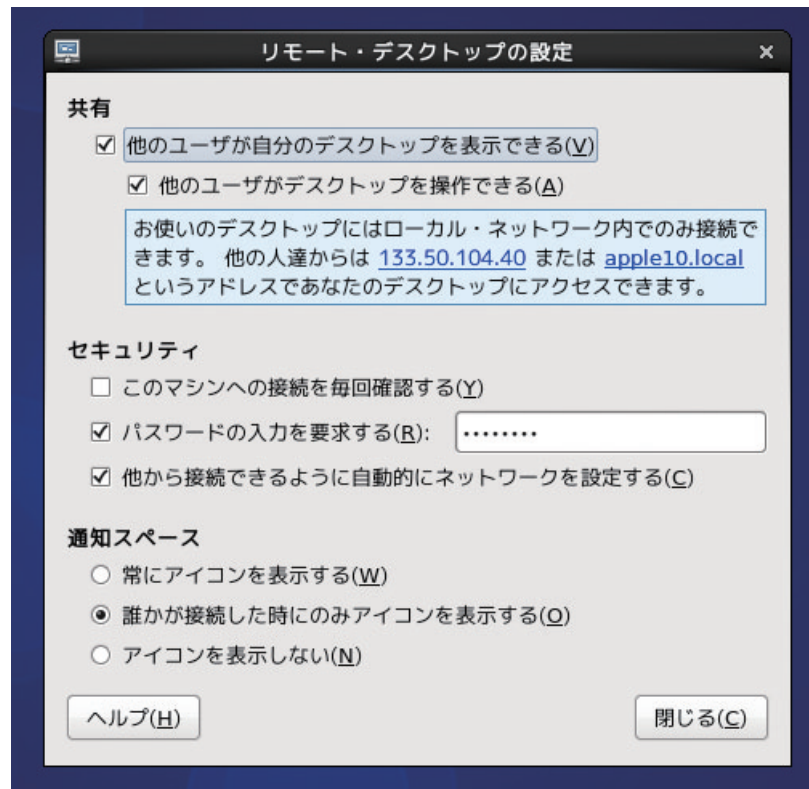 リモート・デスクトップの設定
共有
他のユーザが自分のデスクトップを表示できる(V)
他のユーザがデスクトップを操作できる(A)
お使いのデスクトップにはローカル・ネットワーク内でのみ接続で
きます。 他の人達からは 133.50.104.40 または apple10.local
というアドレスであなたのデスクトップにアクセスできます。
セキュリティ
このマシンへの接続を毎回確認する(Y)
パスワードの入力を要求する(R): ••••••••
他から接続できるように自動的にネットワークを設定する(C)
通知スペース
常にアイコンを表示する(W)
誰かが接続した時にのみアイコンを表示する(O)
アイコンを表示しない(N)
ヘルプ(H) 閉じる(C)